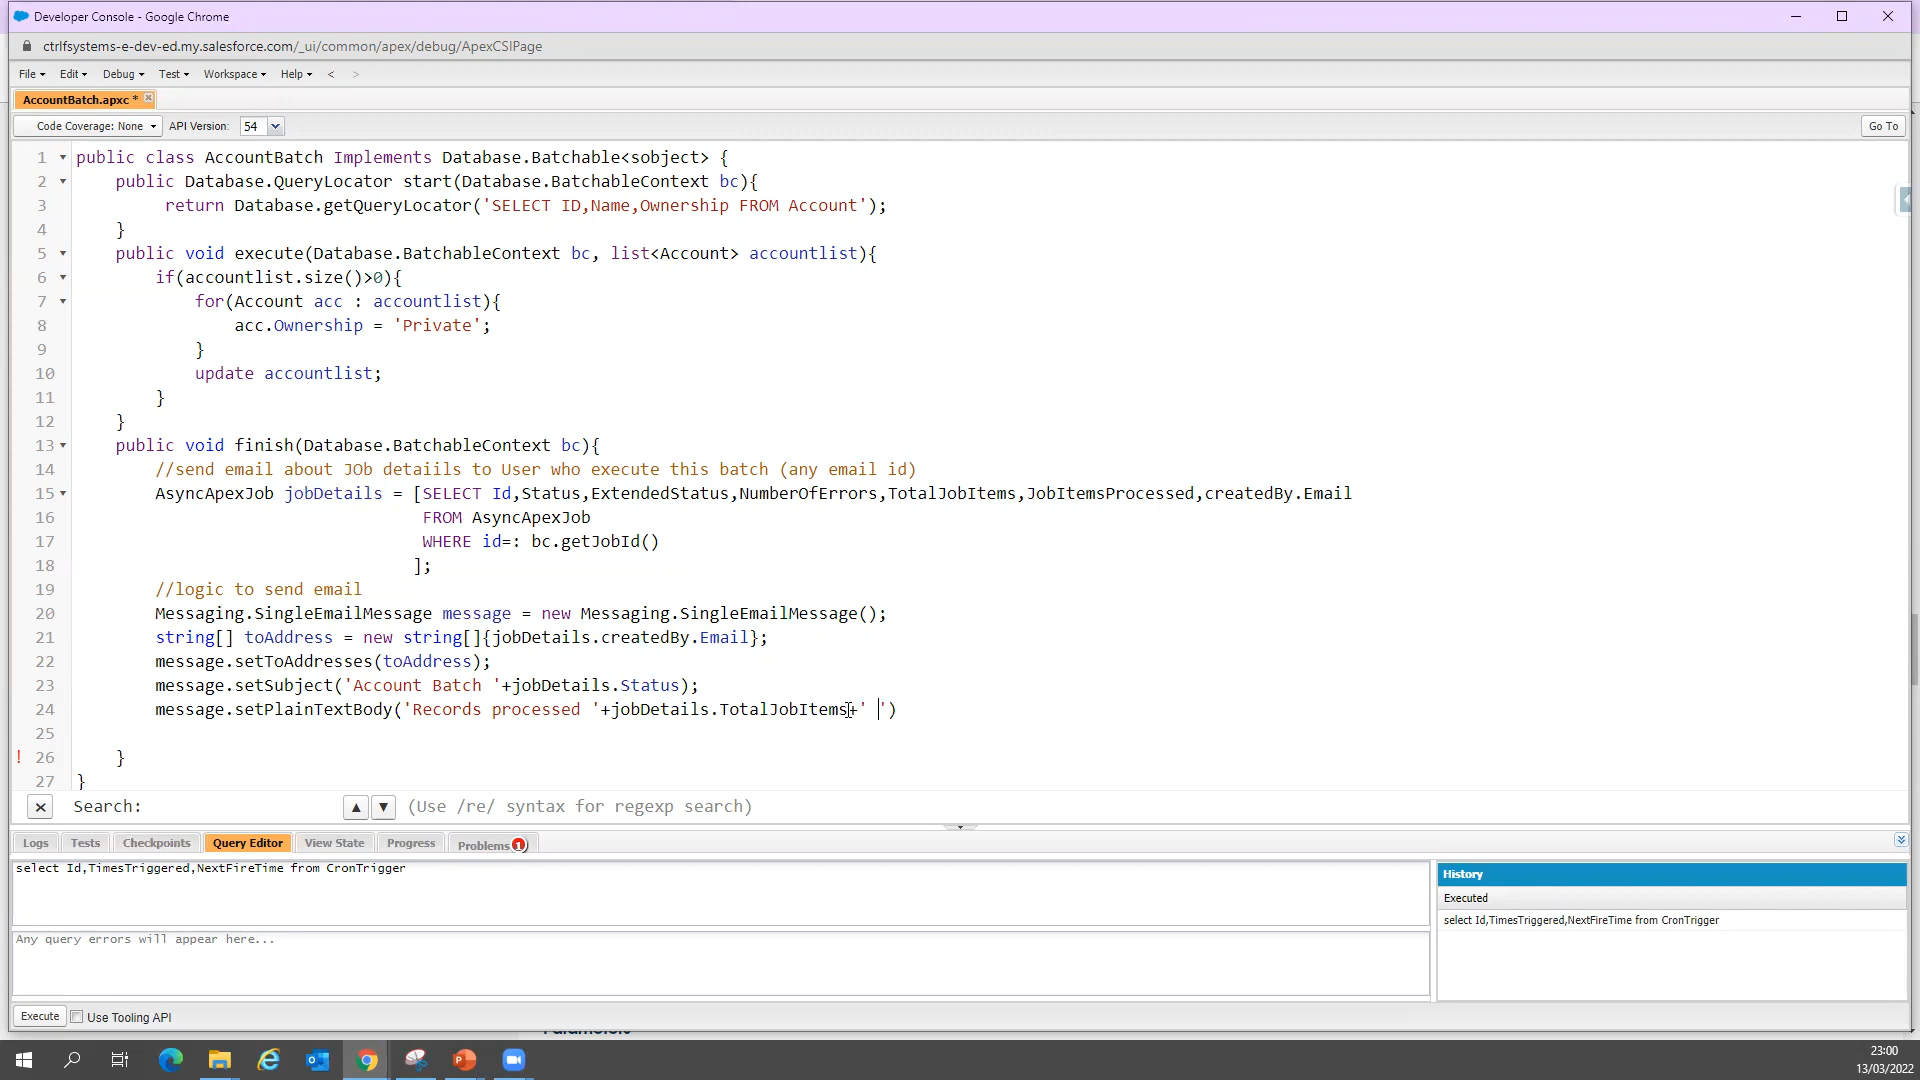 Developer Console - Google Chrome
ctrlfsystems-e-dev-ed.my.salesforce.com/_ui/common/apex/debug/ApexCSIPage
File Edit Debug Test Workspace Help < >
AccountBatch.apxc *
Code Coverage: None API Version: 54 Go To
1 public class AccountBatch Implements Database.Batchable<sobject> {
2 public Database.QueryLocator start(Database.BatchableContext bc){
3 return Database.getQueryLocator('SELECT ID,Name,Ownership FROM Account');
4 }
5 public void execute(Database.BatchableContext bc, list<Account> accountlist){
6 if(accountlist.size()>0){
7 for(Account acc : accountlist){
8 acc.Ownership = 'Private';
9 }
10 update accountlist;
11 }
12 }
13 public void finish(Database.BatchableContext bc){
14 //send email about JOb detaiils to User who execute this batch (any email id)
15 AsyncApexJob jobDetails = [SELECT Id,Status,ExtendedStatus,NumberOfErrors,TotalJobItems,JobItemsProcessed,createdBy.Email
16 FROM AsyncApexJob
17 WHERE id=: bc.getJobId()
18 ];
19 //logic to send email
20 Messaging.SingleEmailMessage message = new Messaging.SingleEmailMessage();
21 string[] toAddress = new string[]{jobDetails.createdBy.Email};
22 message.setToAddresses(toAddress);
23 message.setSubject('Account Batch '+jobDetails.Status);
24 message.setPlainTextBody('Records processed '+jobDetails.TotalJobItems+' ')
25
! 26 }
27 }
Search: (Use /re/ syntax for regexp search)
Logs Tests Checkpoints Query Editor View State Progress Problems 1
select Id,TimesTriggered,NextFireTime from CronTrigger
History
Executed
select Id,TimesTriggered,NextFireTime from CronTrigger
Any query errors will appear here...
Execute Use Tooling API
23:00
13/03/2022